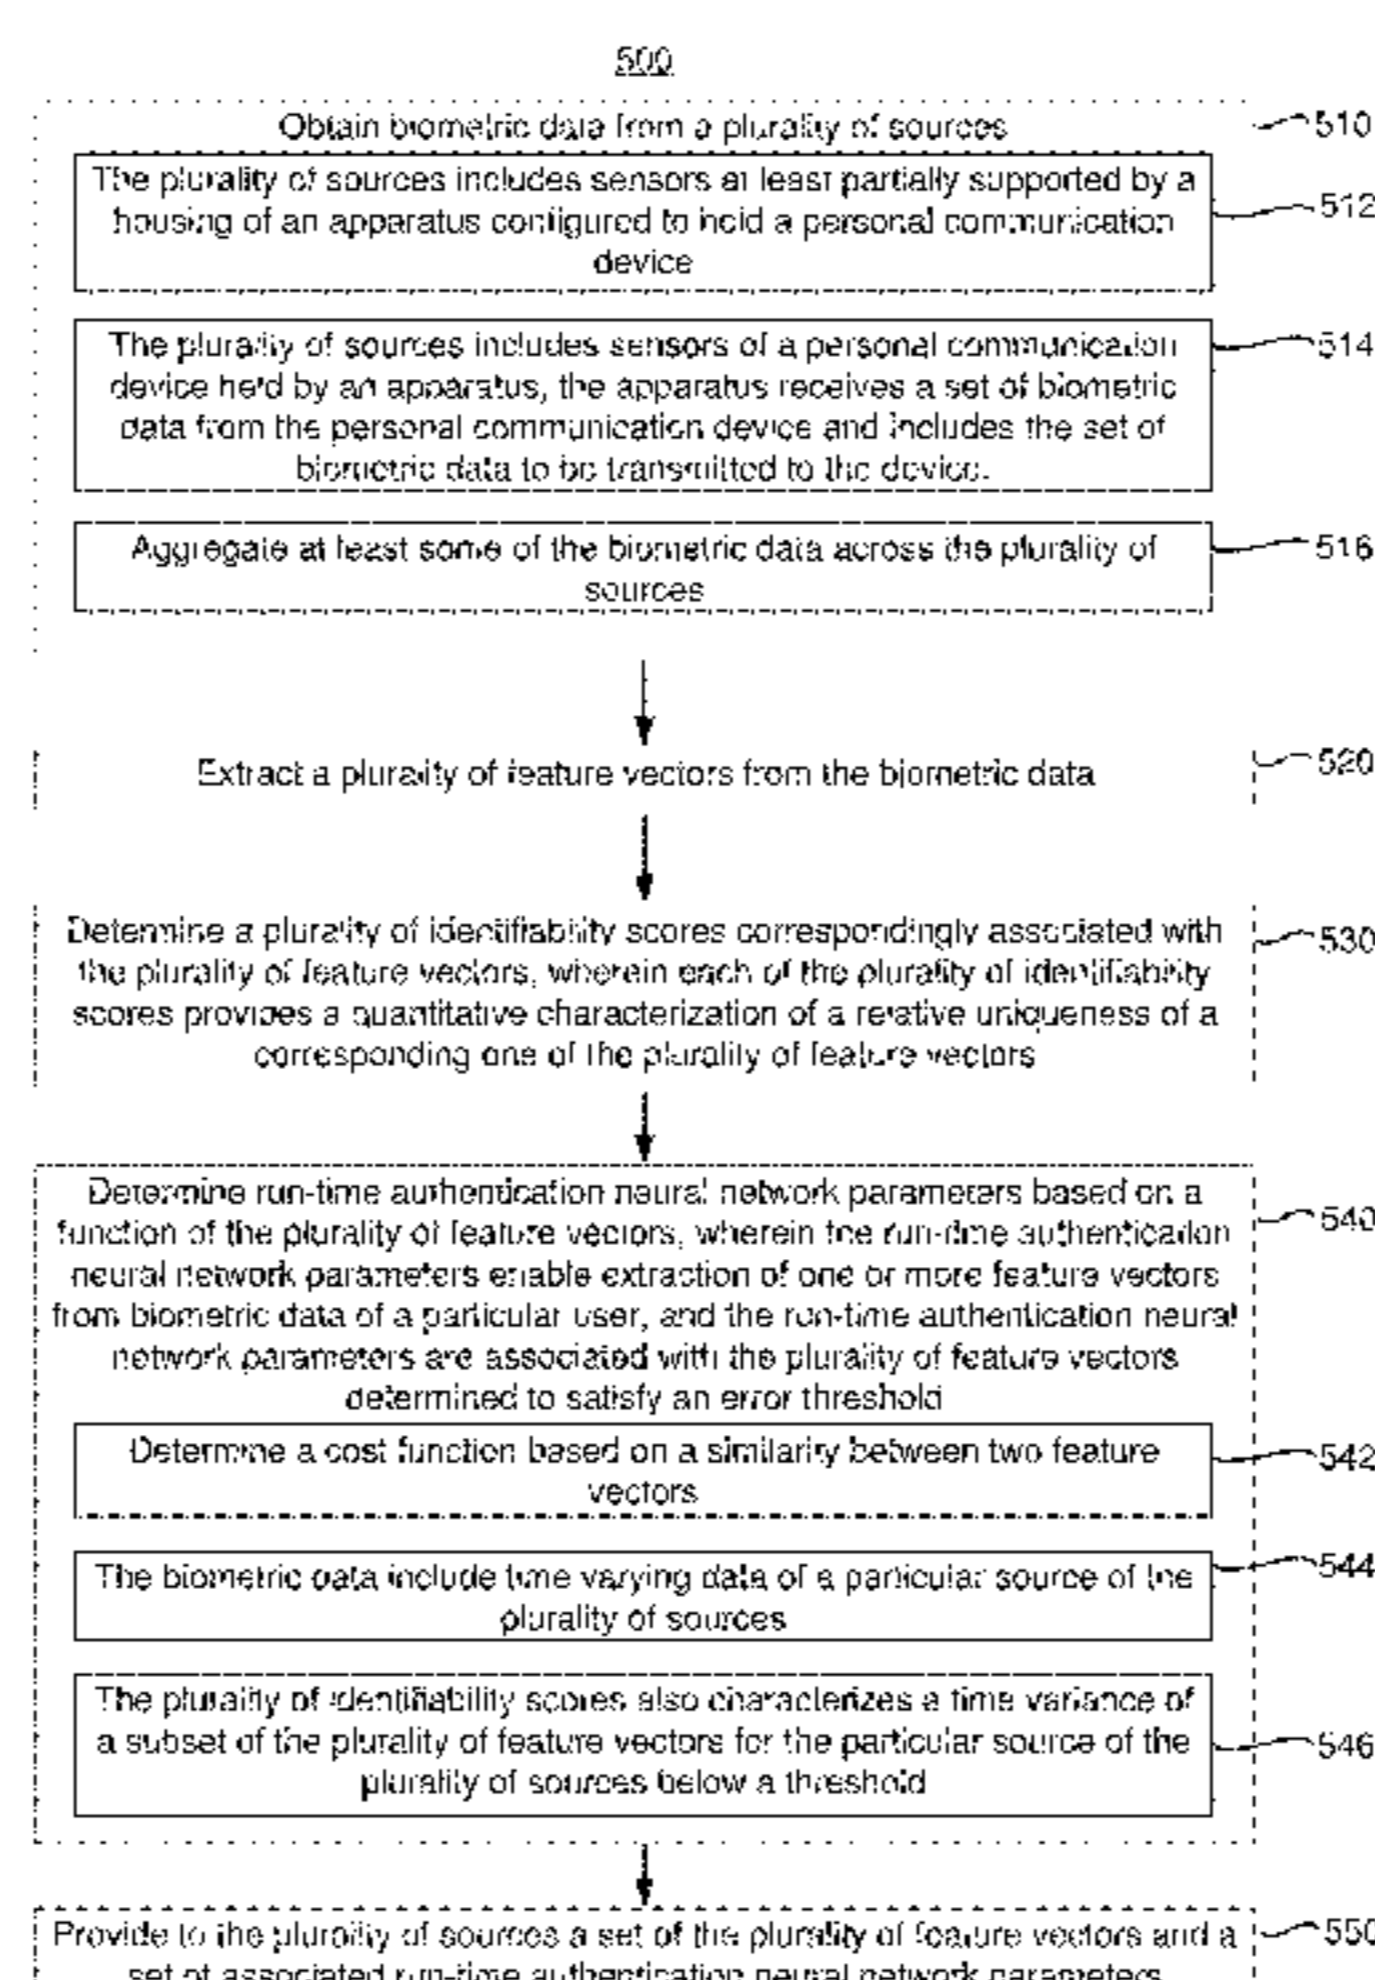 500
Obtain biometric data from a plurality of sources
510
The plurality of sources includes sensors at least partially supported by a
housing of an apparatus configured to hold a personal communication
device
512
The plurality of sources includes sensors of a personal communication
device held by an apparatus, the apparatus receives a set of biometric
data from the personal communication device and includes the set of
biometric data to be transmitted to the device.
514
Aggregate at least some of the biometric data across the plurality of
sources
516
Extract a plurality of feature vectors from the biometric data
520
Determine a plurality of identifiability scores correspondingly associated with
the plurality of feature vectors, wherein each of the plurality of identifiability
scores provides a quantitative characterization of a relative uniqueness of a
corresponding one of the plurality of feature vectors
530
Determine run-time authentication neural network parameters based on a
function of the plurality of feature vectors, wherein the run-time authentication
neural network parameters enable extraction of one or more feature vectors
from biometric data of a particular user, and the run-time authentication neural
network parameters are associated with the plurality of feature vectors
determined to satisfy an error threshold
540
Determine a cost function based on a similarity between two feature
vectors
542
The biometric data include time varying data of a particular source of the
plurality of sources
544
The plurality of identifiability scores also characterizes a time variance of
a subset of the plurality of feature vectors for the particular source of the
plurality of sources below a threshold
546
Provide to the plurality of sources a set of the plurality of feature vectors and a
set of associated run-time authentication neural network parameters
550